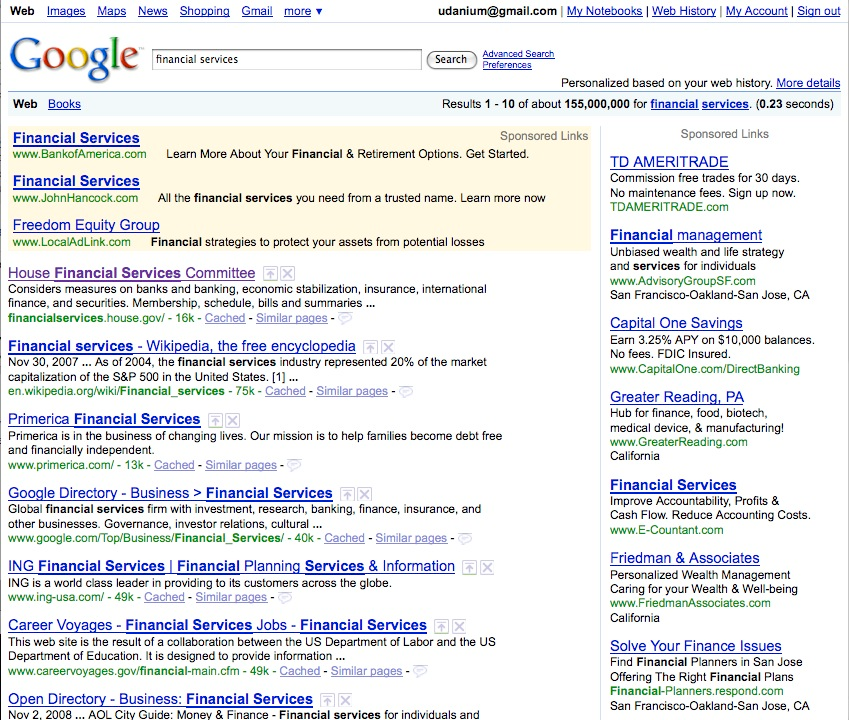 Web Images Maps News Shopping Gmail more ▼
udanium@gmail.com | My Notebooks | Web History | My Account | Sign out
Google™
financial services
Search
Advanced Search
Preferences
Personalized based on your web history. More details
Web Books
Results 1 - 10 of about 155,000,000 for financial services. (0.23 seconds)
Sponsored Links
Financial Services
www.BankofAmerica.com Learn More About Your Financial & Retirement Options. Get Started.
Financial Services
www.JohnHancock.com All the financial services you need from a trusted name. Learn more now
Freedom Equity Group
www.LocalAdLink.com Financial strategies to protect your assets from potential losses
House Financial Services Committee
Considers measures on banks and banking, economic stabilization, insurance, international
finance, and securities. Membership, schedule, bills and summaries ...
financialservices.house.gov/ - 16k - Cached - Similar pages -
Financial services - Wikipedia, the free encyclopedia
Nov 30, 2007 ... As of 2004, the financial services industry represented 20% of the market
capitalization of the S&P 500 in the United States. [1] ...
en.wikipedia.org/wiki/Financial_services - 75k - Cached - Similar pages -
Primerica Financial Services
Primerica is in the business of changing lives. Our mission is to help families become debt free
and financially independent.
www.primerica.com/ - 13k - Cached - Similar pages -
Google Directory - Business > Financial Services
Global financial services firm with investment, research, banking, finance, insurance, and
other businesses. Governance, investor relations, cultural ...
www.google.com/Top/Business/Financial_Services/ - 40k - Cached - Similar pages -
ING Financial Services | Financial Planning Services & Information
ING is a world class leader in providing to its customers across the globe.
www.ing-usa.com/ - 49k - Cached - Similar pages -
Career Voyages - Financial Services Jobs - Financial Services
This web site is the result of a collaboration between the US Department of Labor and the US
Department of Education. It is designed to provide information ...
www.careervoyages.gov/financial-main.cfm - 49k - Cached - Similar pages -
Open Directory - Business: Financial Services
Nov 2, 2008 ... AOL City Guide: Money & Finance - Financial services for individuals and
Sponsored Links
TD AMERITRADE
Commission free trades for 30 days.
No maintenance fees. Sign up now.
TDAMERITRADE.com
Financial management
Unbiased wealth and life strategy
and services for individuals
www.AdvisoryGroupSF.com
San Francisco-Oakland-San Jose, CA
Capital One Savings
Earn 3.25% APY on $10,000 balances.
No fees. FDIC Insured.
www.CapitalOne.com/DirectBanking
Greater Reading, PA
Hub for finance, food, biotech,
medical device, & manufacturing!
www.GreaterReading.com
California
Financial Services
Improve Accountability, Profits &
Cash Flow. Reduce Accounting Costs.
www.E-Countant.com
Friedman & Associates
Personalized Wealth Management
Caring for your Wealth & Well-being
www.FriedmanAssociates.com
California
Solve Your Finance Issues
Find Financial Planners in San Jose
Offering The Right Financial Plans
Financial-Planners.respond.com
San Francisco-Oakland-San Jose, CA